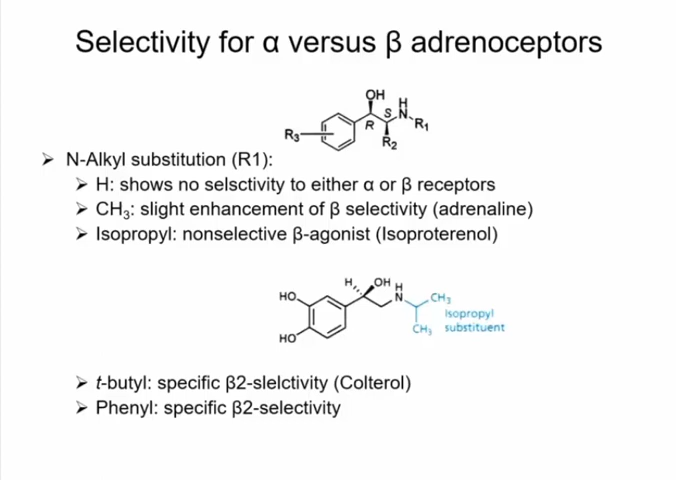 Selectivity for α versus β adrenoceptors
OH
H
S
N
R
R1
R3
R2
➢ N-Alkyl substitution (R1):
➢ H: shows no selsctivity to either α or β receptors
➢ CH3: slight enhancement of β selectivity (adrenaline)
➢ Isopropyl: nonselective β-agonist (Isoproterenol)
H OH H
HO N CH3
Isopropyl
HO CH3 substituent
➢ t-butyl: specific β2-slelctivity (Colterol)
➢ Phenyl: specific β2-selectivity